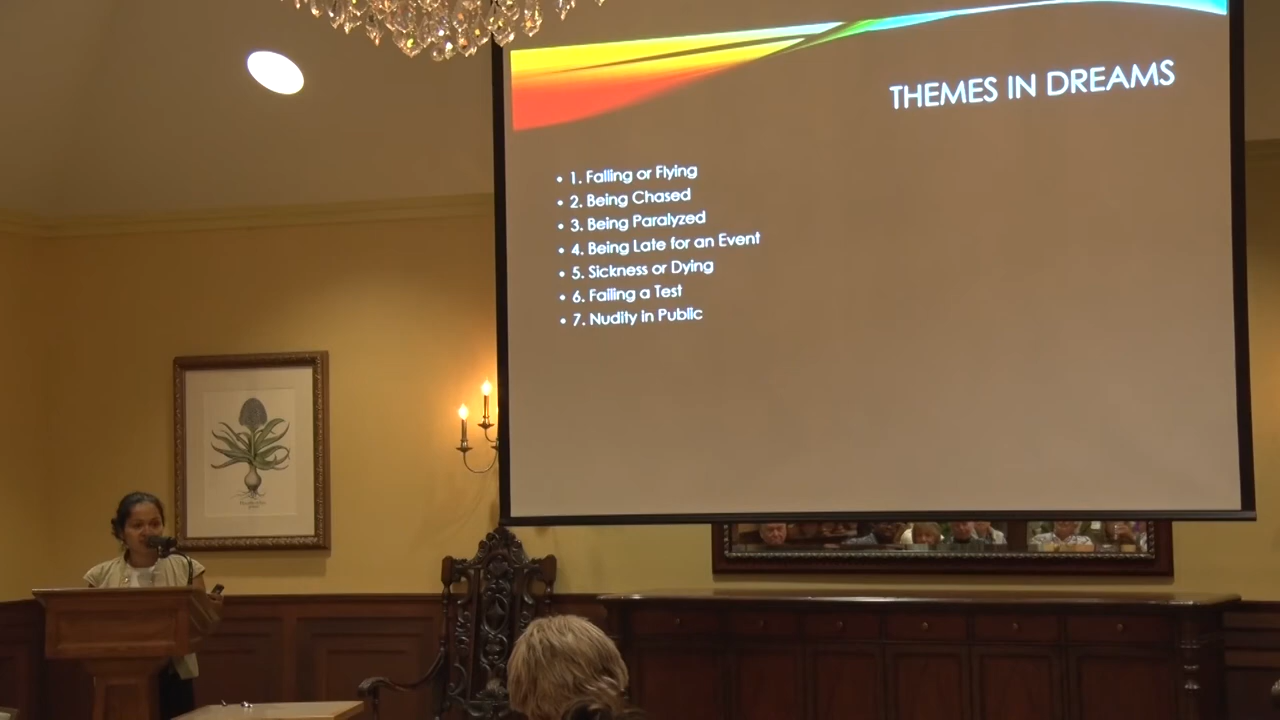 THEMES IN DREAMS
• 1. Falling or Flying
• 2. Being Chased
• 3. Being Paralyzed
• 4. Being Late for an Event
• 5. Sickness or Dying
• 6. Failing a Test
• 7. Nudity in Public